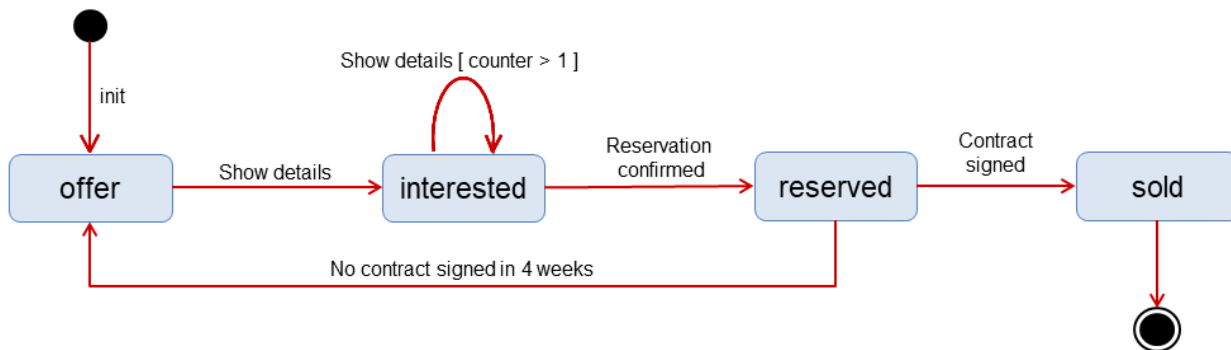 Show details [ counter > 1 ]
init
Reservation
confirmed
Contract
signed
Show details
offer
interested
reserved
sold
No contract signed in 4 weeks